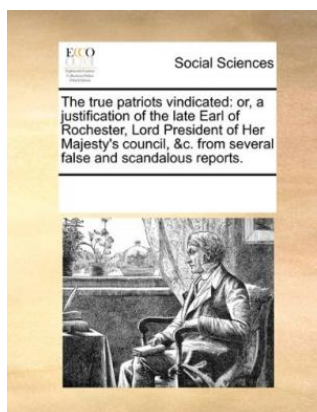 ECCO
Social Sciences
The true patriots vindicated: or, a
justification of the late Earl of
Rochester, Lord President of Her
Majesty's council, &c. from several
false and scandalous reports.